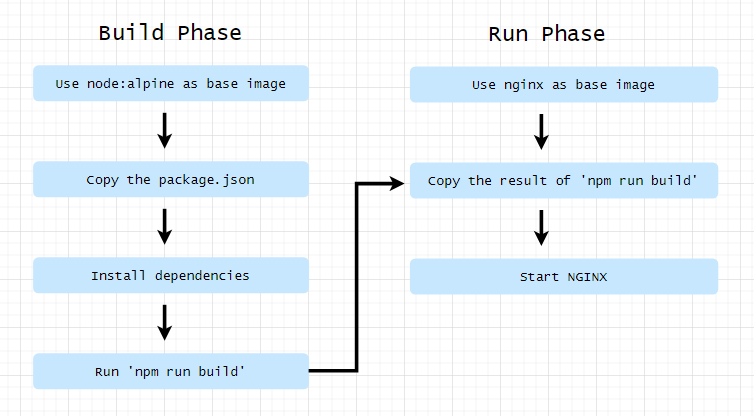 Build Phase
Use node:alpine as base image
Copy the package.json
Install dependencies
Run 'npm run build'
Run Phase
Use nginx as base image
Copy the result of 'npm run build'
Start NGINX